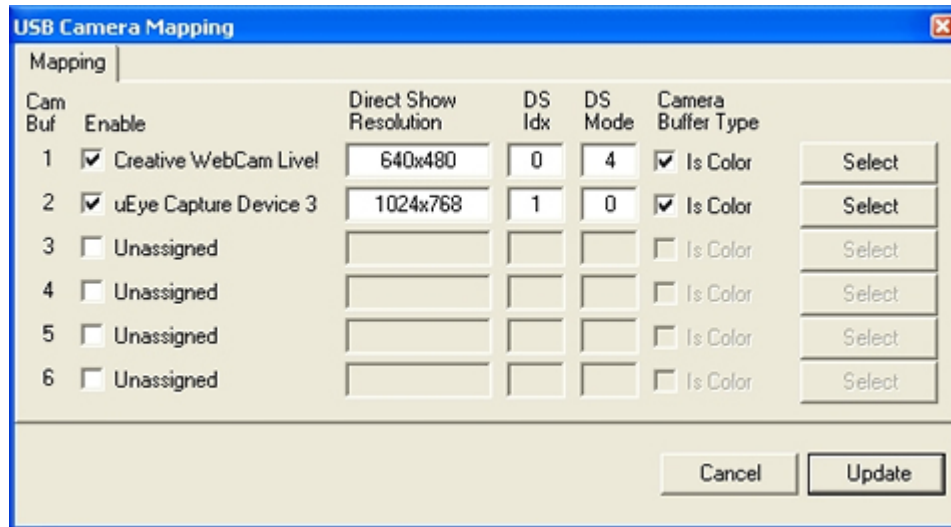 USB Camera Mapping
Mapping
Cam Buf Enable Direct Show Resolution DS Idx DS Mode Camera Buffer Type
1 Creative WebCam Live! 640x480 0 4 Is Color Select
2 uEye Capture Device 3 1024x768 1 0 Is Color Select
3 Unassigned Is Color Select
4 Unassigned Is Color Select
5 Unassigned Is Color Select
6 Unassigned Is Color Select
Cancel Update